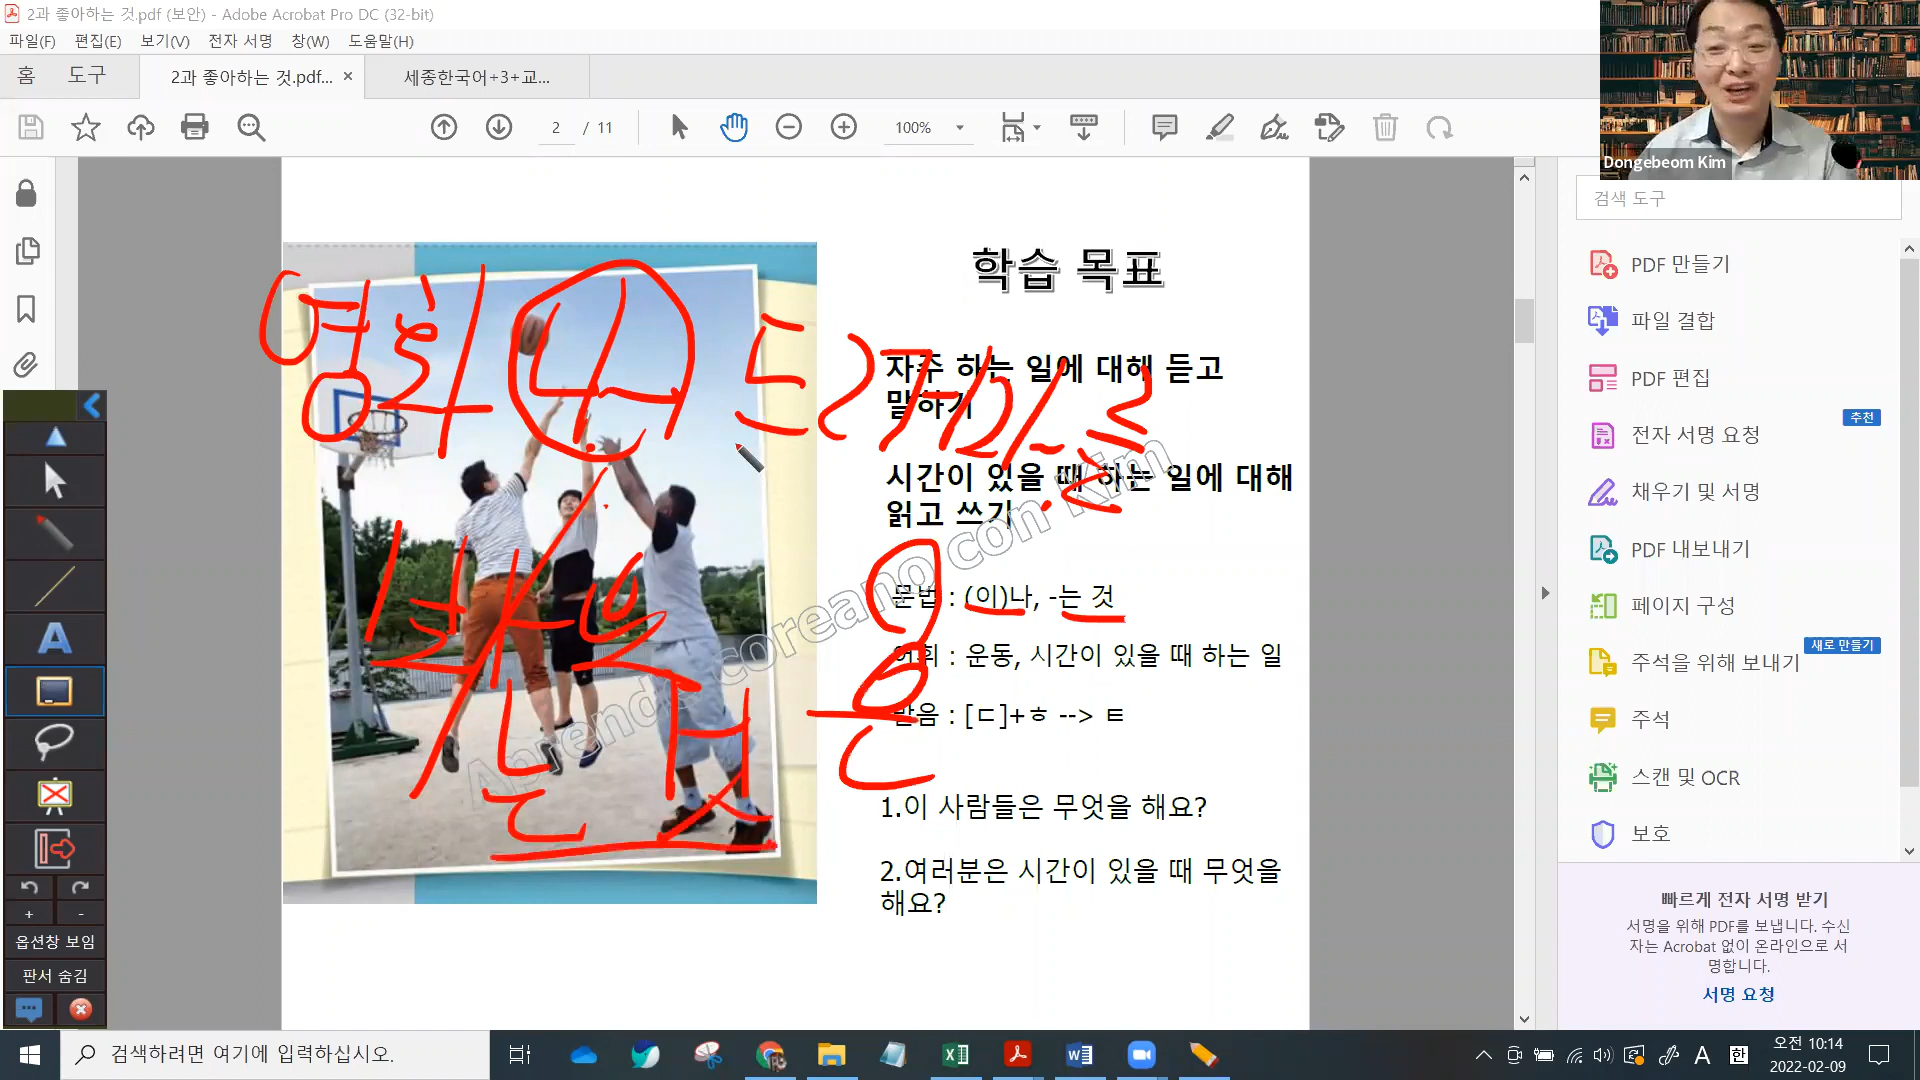 2과 좋아하는 것.pdf (보안) - Adobe Acrobat Pro DC (32-bit)
파일(F) 편집(E) 보기(V) 전자 서명 창(W) 도움말(H)
홈 도구 2과 좋아하는 것.pdf... × 세종한국어+3+교...
2 / 11 100%
Dongebeom Kim
검색 도구
PDF 만들기
파일 결합
PDF 편집
추천
전자 서명 요청
채우기 및 서명
PDF 내보내기
페이지 구성
새로 만들기
주석을 위해 보내기
주석
스캔 및 OCR
보호
빠르게 전자 서명 받기
서명을 위해 PDF를 보냅니다. 수신
자는 Acrobat 없이 온라인으로 서
명합니다.
서명 요청
학습 목표
자주 하는 일에 대해 듣고
말하기
시간이 있을 때 하는 일에 대해
읽고 쓰기
문법 : (이)나, -는 것
어휘 : 운동, 시간이 있을 때 하는 일
발음 : [ㄷ]+ㅎ --> ㅌ
1.이 사람들은 무엇을 해요?
2.여러분은 시간이 있을 때 무엇을
해요?
Aprende coreano con Kim
영화 나 드라마를
는 것
옵션창 보임
판서 숨김
검색하려면 여기에 입력하십시오.
A 한
오전 10:14
2022-02-09